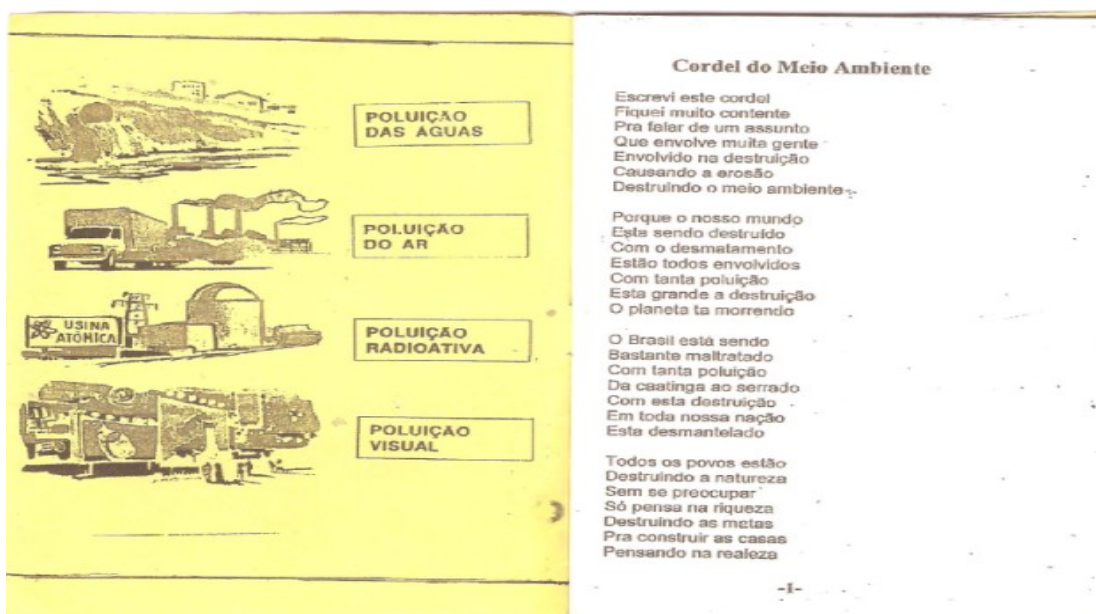 POLUIÇÃO
DAS ÁGUAS
POLUIÇÃO
DO AR
USINA
ATÔMICA
POLUIÇÃO
RADIOATIVA
POLUIÇÃO
VISUAL
Cordel do Meio Ambiente
Escrevi este cordel
Fiquei muito contente
Pra falar de um assunto
Que envolve muita gente
Envolvido na destruição
Causando a erosão
Destruindo o meio ambiente
Porque o nosso mundo
Esta sendo destruído
Com o desmatamento
Estão todos envolvidos
Com tanta poluição
Esta grande a destruição
O planeta ta morrendo
O Brasil está sendo
Bastante maltratado
Com tanta poluição
Da caatinga ao serrado
Com esta destruição
Em toda nossa nação
Esta desmantelado
Todos os povos estão
Destruindo a natureza
Sem se preocupar
Só pensa na riqueza
Destruindo as matas
Pra construir as casas
Pensando na realeza
-1-